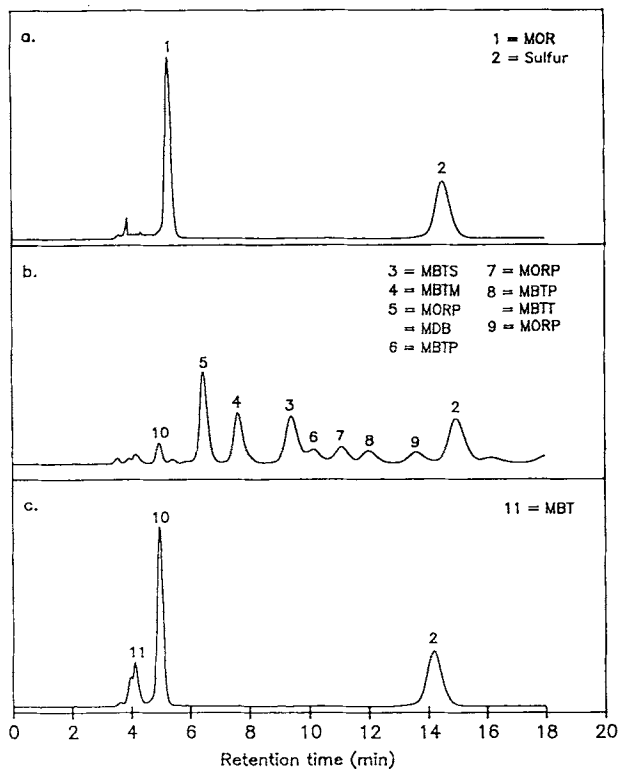 a.
1 = MOR
2 = Sulfur
1
2
b.
3 = MBTS 7 = MORP
4 = MBTM 8 = MBTP
5 = MORP = MBTT
= MDB 9 = MORP
6 = MBTP
5
4
3
2
10
6
7
8
9
c.
11 = MBT
10
11
2
0 2 4 6 8 10 12 14 16 18 20
Retention time (min)